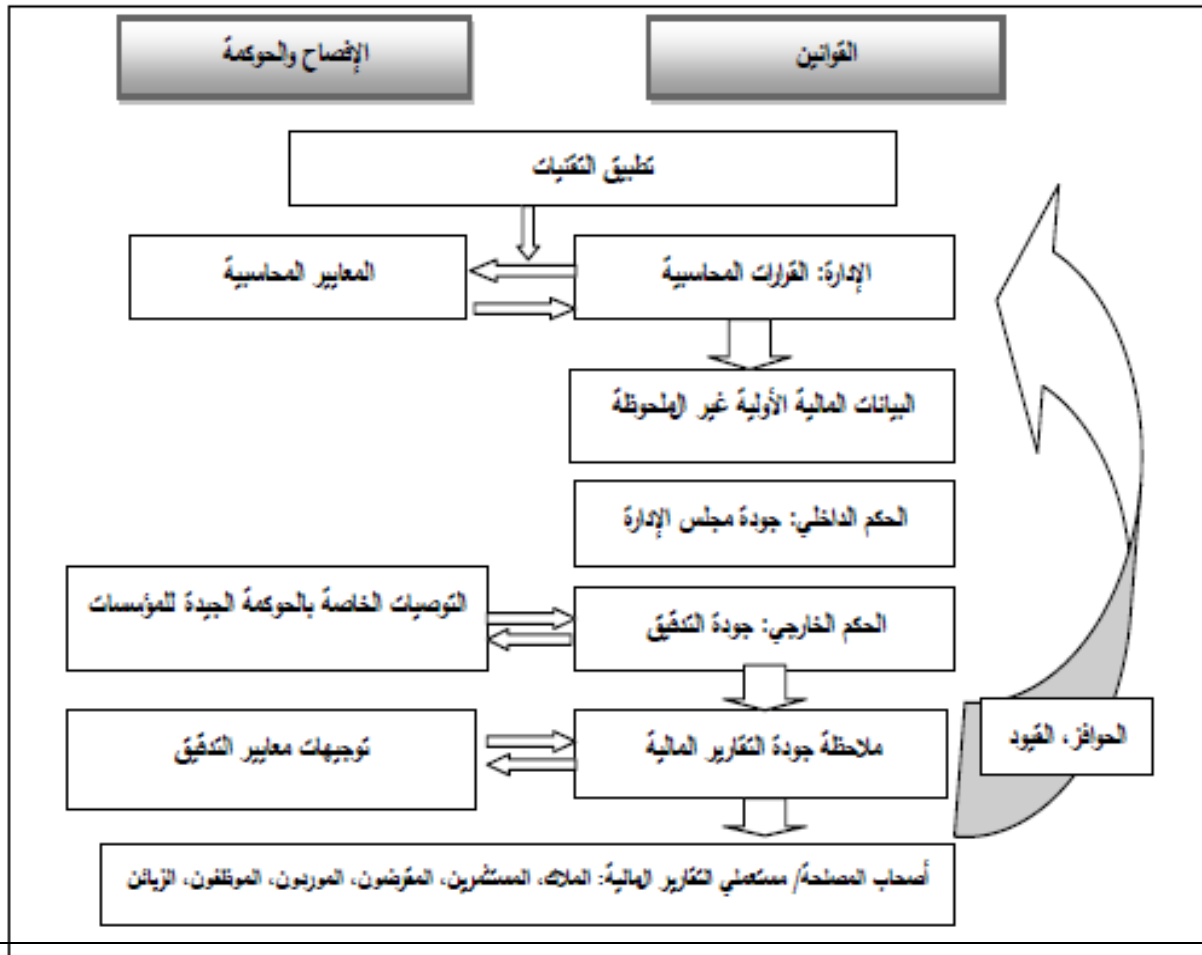 القوانين
الإفصاح والحوكمة
تطبيق التقنيات
الإدارة: القرارات المحاسبية
المعايير المحاسبية
البيانات المالية الأولية غير الملحوظة
الحكم الداخلي: جودة مجلس الإدارة
الحكم الخارجي: جودة التدقيق
التوصيات الخاصة بالحوكمة الجيدة للمؤسسات
ملاحظة جودة التقارير المالية
توجيهات معايير التدقيق
الحوافز، القيود
أصحاب المصلحة/ مستعملي التقارير المالية: الملاك، المستثمرين، المقرضون، الموردون، الموظفون، الزبائن